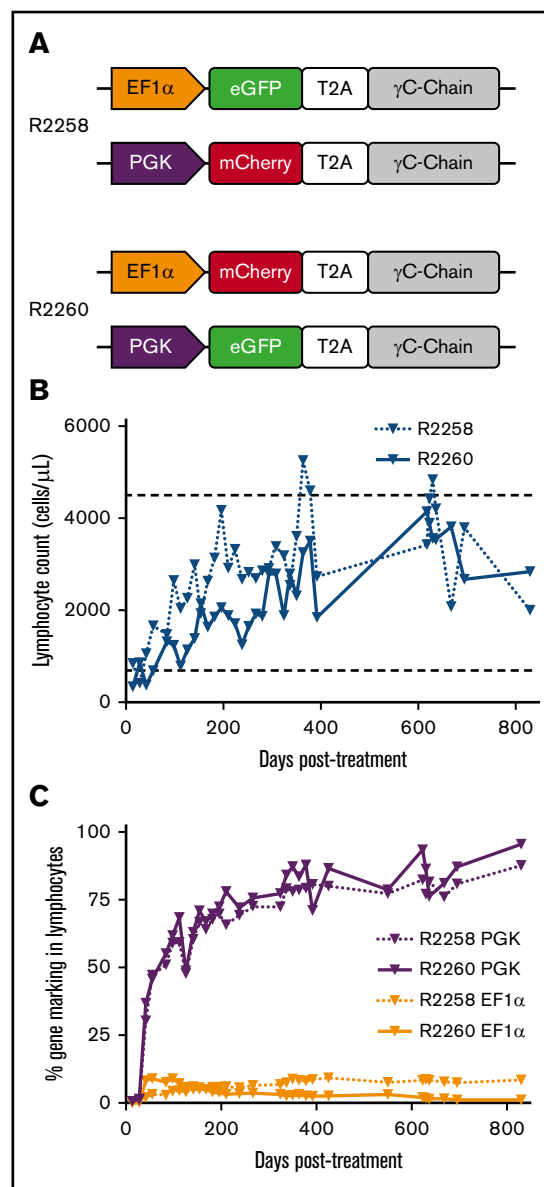 A
EF1α eGFP T2A γC-Chain
R2258
PGK mCherry T2A γC-Chain
EF1α mCherry T2A γC-Chain
R2260
PGK eGFP T2A γC-Chain
B
6000
4000
2000
0
Lymphocyte count (cells/μL)
R2258
R2260
0 200 400 600 800
Days post-treatment
C
100
75
50
25
0
% gene marking in lymphocytes
R2258 PGK
R2260 PGK
R2258 EF1α
R2260 EF1α
0 200 400 600 800
Days post-treatment